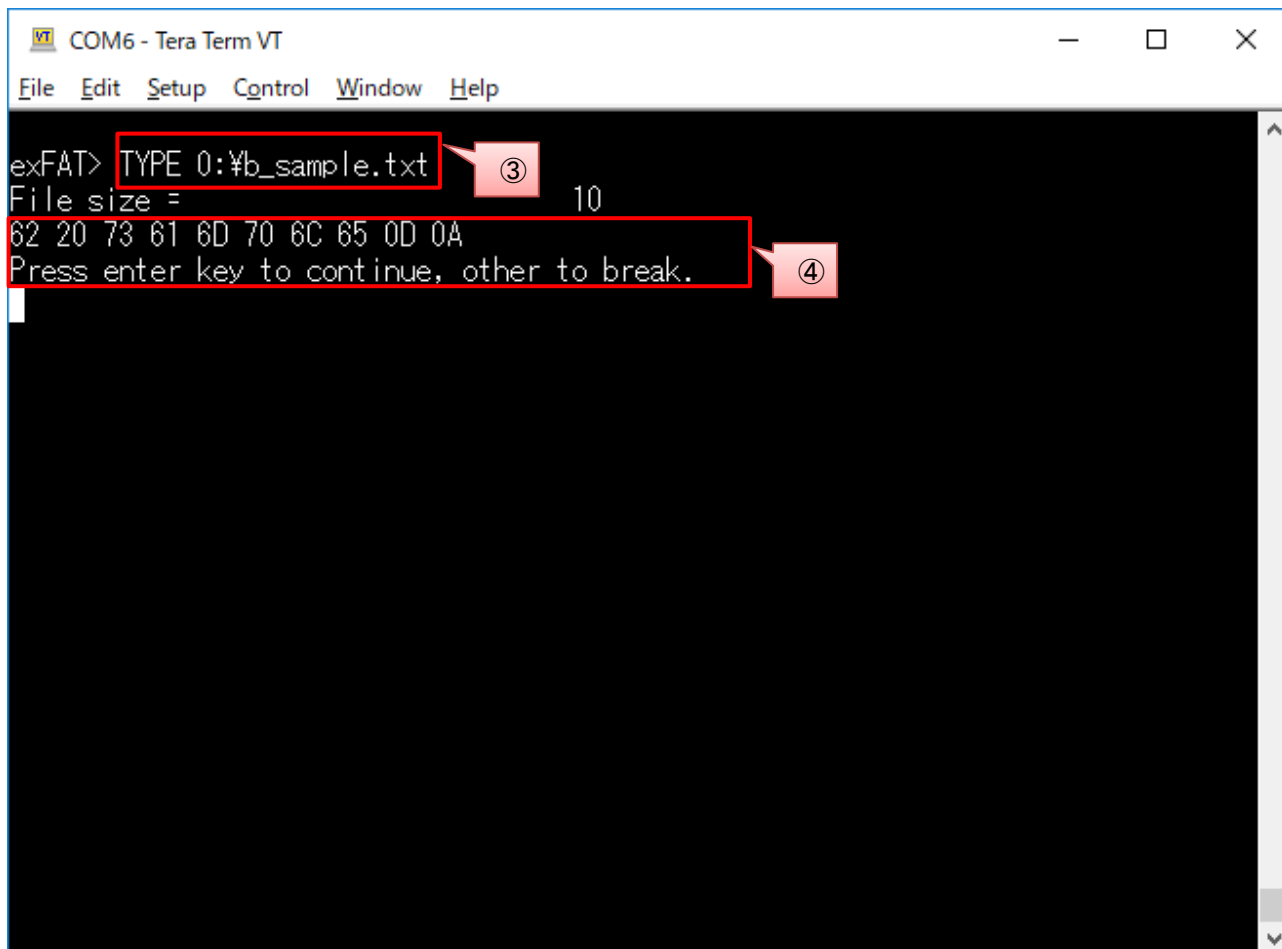 COM6 - Tera Term VT
File Edit Setup Control Window Help
exFAT> TYPE 0:¥b_sample.txt
③
File size = 10
62 20 73 61 6D 70 6C 65 0D 0A
Press enter key to continue, other to break.
④